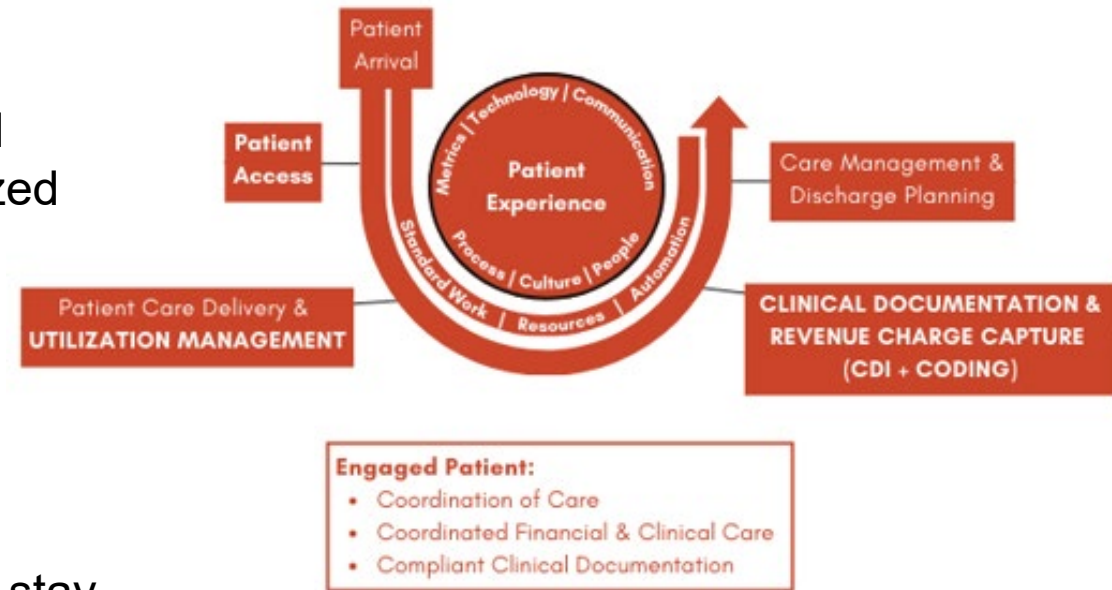 Patient
Arrival
Patient
Access
Metrics | Technology | Communication
Patient
Experience
Process | Culture | People
Standard Work | Resources | Automation
Care Management &
Discharge Planning
Patient Care Delivery &
UTILIZATION MANAGEMENT
CLINICAL DOCUMENTATION &
REVENUE CHARGE CAPTURE
(CDI + CODING)
Engaged Patient:
• Coordination of Care
• Coordinated Financial & Clinical Care
• Compliant Clinical Documentation
stay